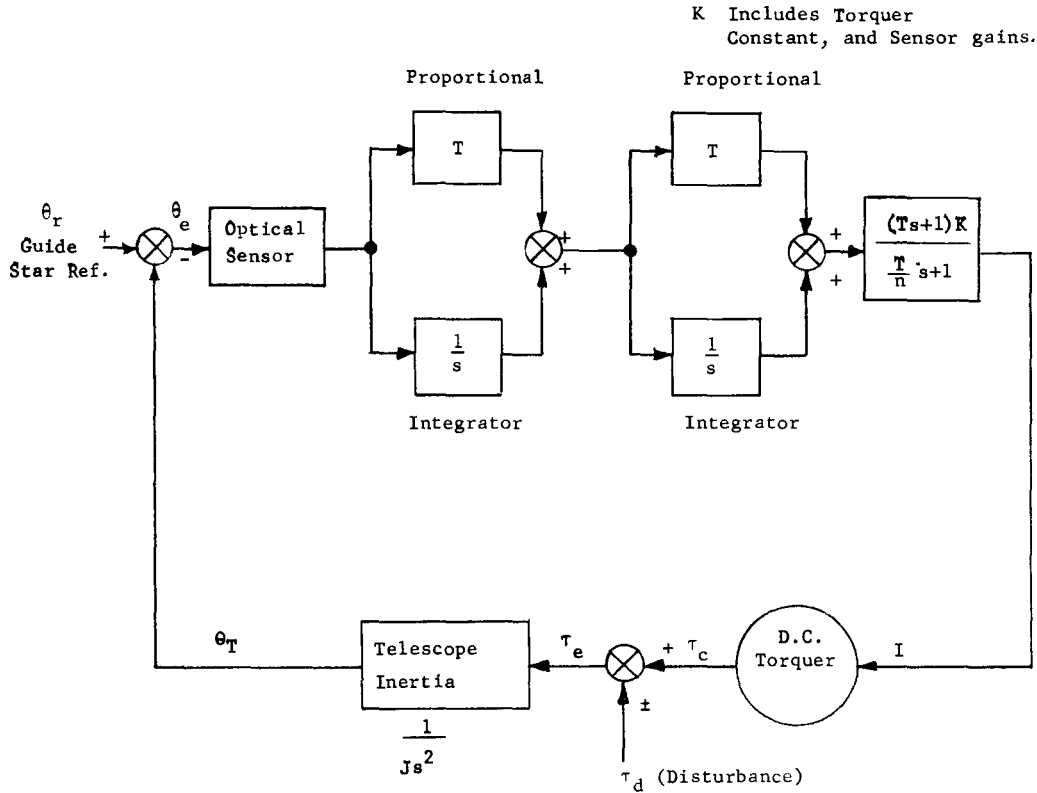 K Includes Torquer
Constant, and Sensor gains.
Proportional
Proportional
T
T
θr
Guide
Star Ref.
+
θe
-
Optical
Sensor
+
+
+
+
(Ts+1)K
T/n s+1
1/s
1/s
Integrator
Integrator
θT
Telescope
Inertia
1/Js²
τe
+
τc
±
D.C.
Torquer
I
τd (Disturbance)